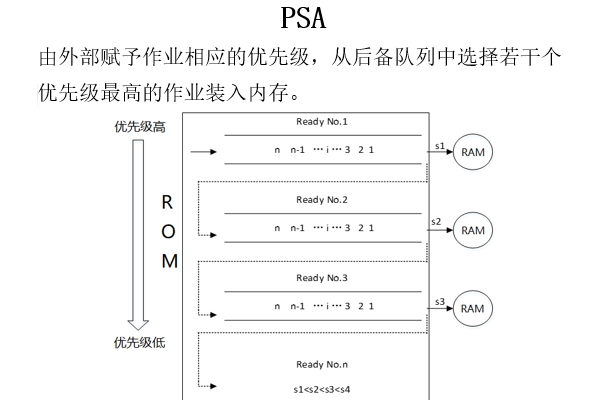 PSA
由外部赋予作业相应的优先级，从后备队列中选择若干个
优先级最高的作业装入内存。
优先级高
Ready No.1
n n-1 …i… 3 2 1
s1
RAM
ROM
Ready No.2
n n-1 …i… 3 2 1
s2
RAM
Ready No.3
n n-1 …i… 3 2 1
s3
RAM
优先级低
Ready No.n
s1<s2<s3<s4